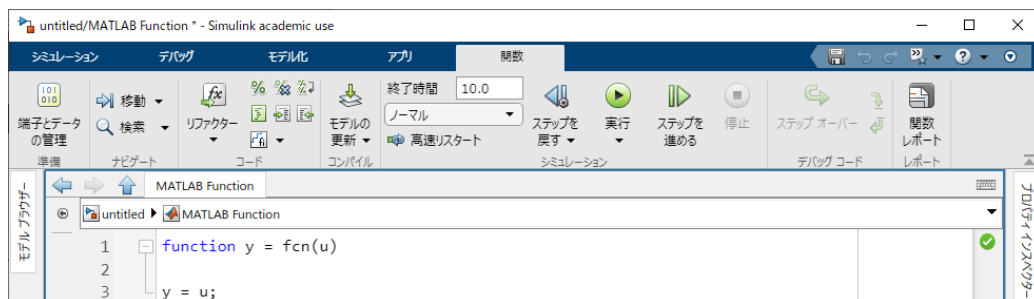 untitled/MATLAB Function * - Simulink academic use
シミュレーション デバッグ モデル化 アプリ 関数
端子とデータの管理
移動
検索
fx
リファクター
モデルの更新
終了時間 10.0
ノーマル
高速リスタート
ステップを戻す
実行
ステップを進める
停止
ステップ オーバー
関数レポート
準備 ナビゲート コード コンパイル シミュレーション デバッグ コード レポート
モデル ブラウザー
MATLAB Function
untitled MATLAB Function
プロパティ インスペクター
1 function y = fcn(u)
2
3 y = u;